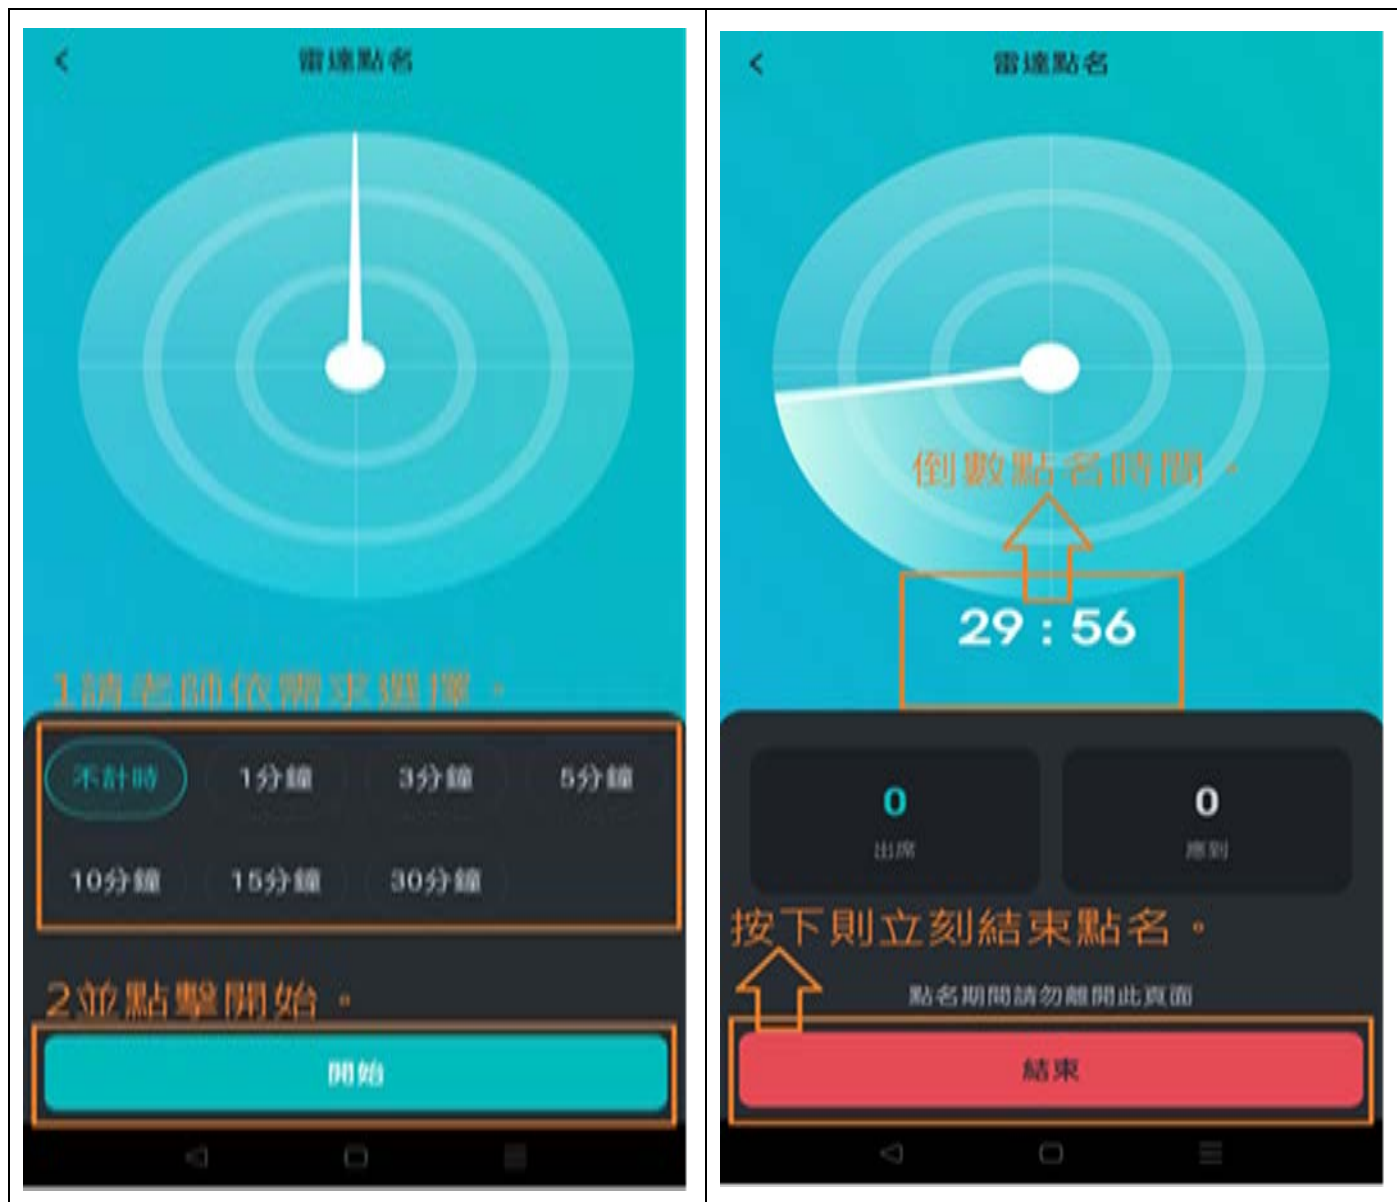 雷達點名
1請老師依需求選擇。
不計時 1分鐘 3分鐘 5分鐘
10分鐘 15分鐘 30分鐘
2並點擊開始。
開始
雷達點名
倒數點名時間。
29 : 56
0 0
出席 應到
按下則立刻結束點名。
點名期間請勿離開此頁面
結束